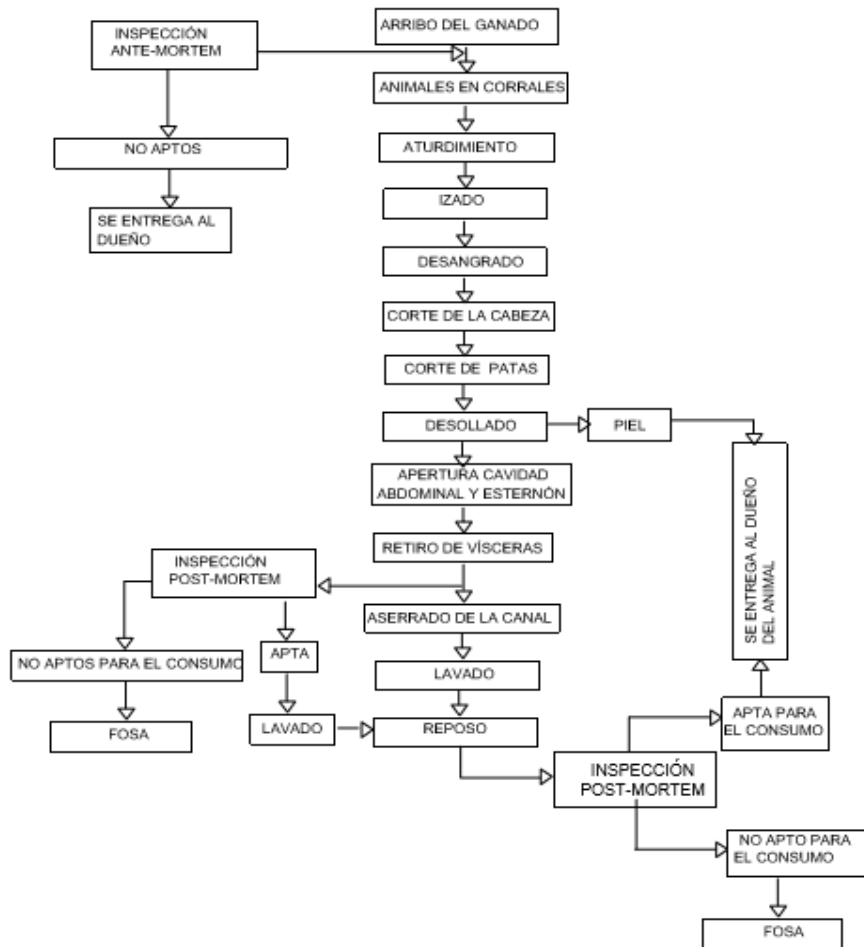 ARRIBO DEL GANADO
INSPECCIÓN
ANTE-MORTEM
ANIMALES EN CORRALES
NO APTOS
ATURDIMIENTO
SE ENTREGA AL
DUEÑO
IZADO
DESANGRADO
CORTE DE LA CABEZA
CORTE DE PATAS
DESOLLADO
PIEL
APERTURA CAVIDAD
ABDOMINAL Y ESTERNÓN
RETIRO DE VÍSCERAS
SE ENTREGA AL DUEÑO
DEL ANIMAL
INSPECCIÓN
POST-MORTEM
ASERRADO DE LA CANAL
NO APTOS PARA EL CONSUMO
APTA
LAVADO
FOSA
LAVADO
REPOSO
APTA PARA
EL CONSUMO
INSPECCIÓN
POST-MORTEM
NO APTO PARA
EL CONSUMO
FOSA